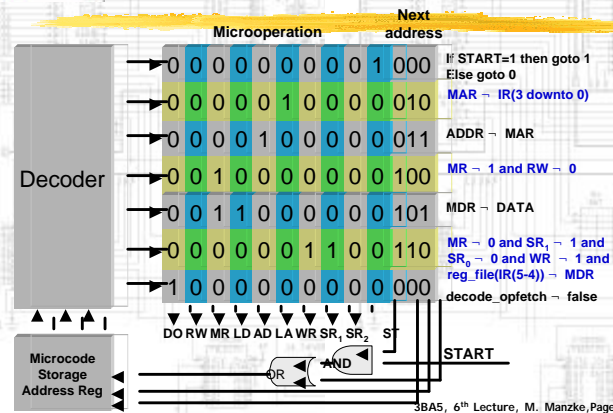 Next
Microoperation address
0 0 0 0 0 0 0 0 0 1 000 If START=1 then goto 1
Else goto 0
0 0 0 0 0 1 0 0 0 0 010 MAR ¬ IR(3 downto 0)
0 0 0 0 1 0 0 0 0 0 011 ADDR ¬ MAR
Decoder
0 0 1 0 0 0 0 0 0 0 100 MR ¬ 1 and RW ¬ 0
0 0 1 1 0 0 0 0 0 0 101 MDR ¬ DATA
0 0 0 0 0 0 1 1 0 0 110 MR ¬ 0 and SR₁ ¬ 1 and
SR₀ ¬ 0 and WR ¬ 1 and
reg_file(IR(5-4)) ¬ MDR
1 0 0 0 0 0 0 0 0 0 000
decode_opfetch ¬ false
DO RW MR LD AD LA WR SR₁ SR₂ ST
START
AND
OR
Microcode
Storage
Address Reg
3BA5, 6th Lecture, M. Manzke,Page